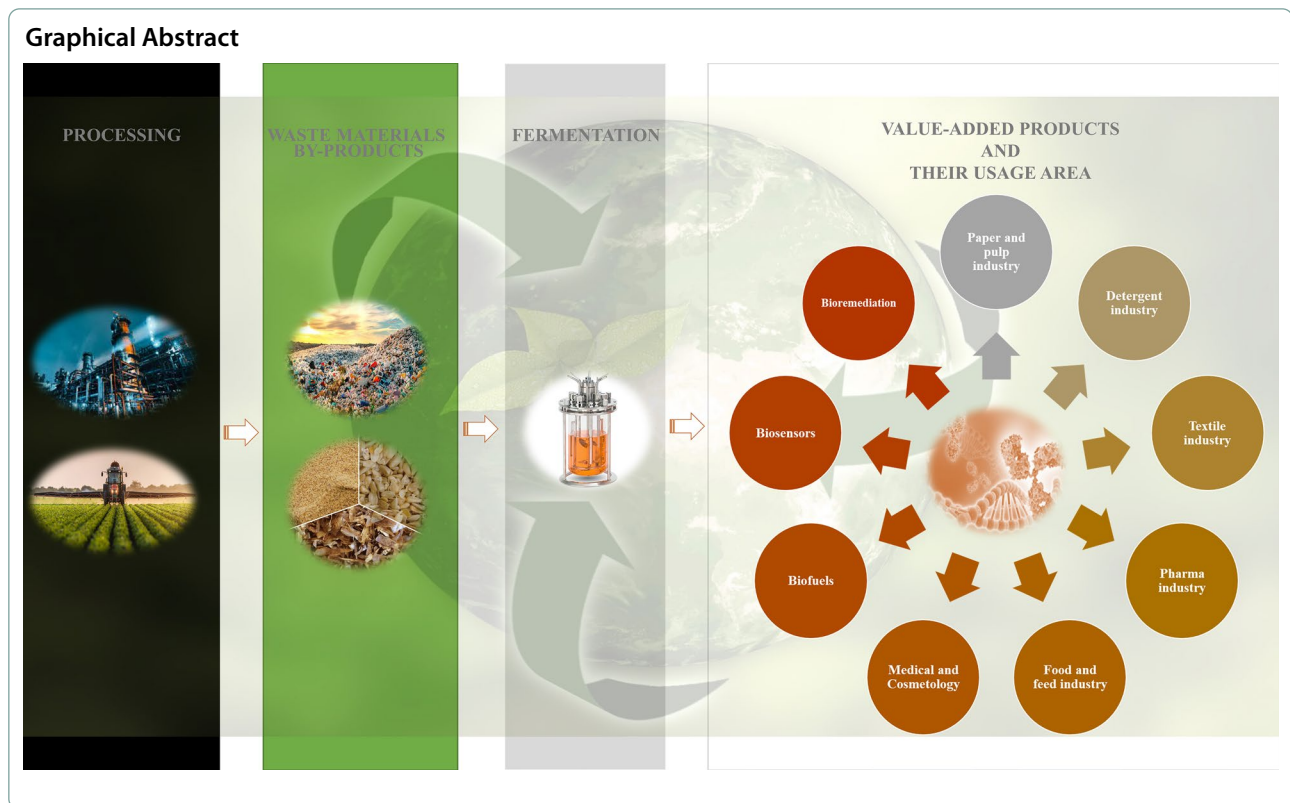 Graphical Abstract
PROCESSING
WASTE MATERIALS
BY-PRODUCTS
FERMENTATION
VALUE-ADDED PRODUCTS
AND
THEIR USAGE AREA
Paper and
pulp
industry
Detergent
industry
Textile
industry
Pharma
industry
Food and
feed industry
Medical and
Cosmetology
Biofuels
Biosensors
Bioremediation